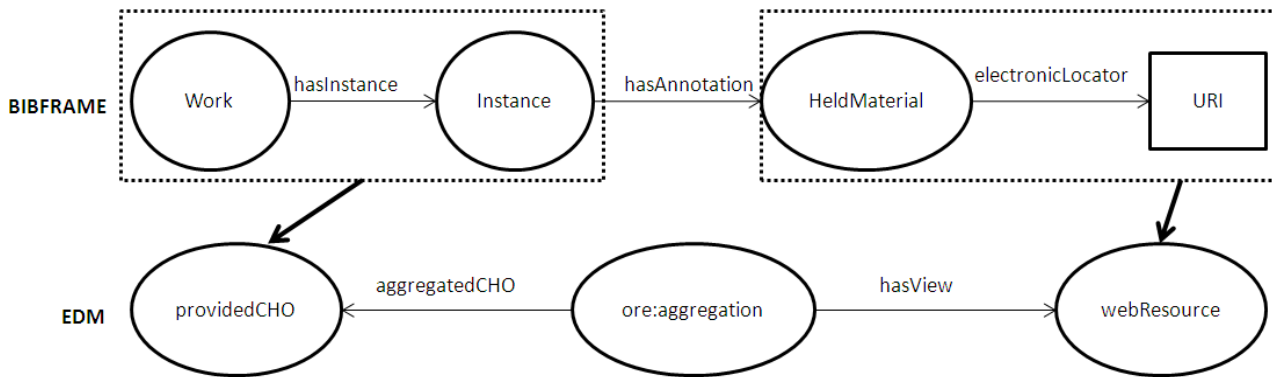 BIBFRAME
Work
hasInstance
Instance
hasAnnotation
HeldMaterial
electronicLocator
URI
EDM
providedCHO
aggregatedCHO
ore:aggregation
hasView
webResource